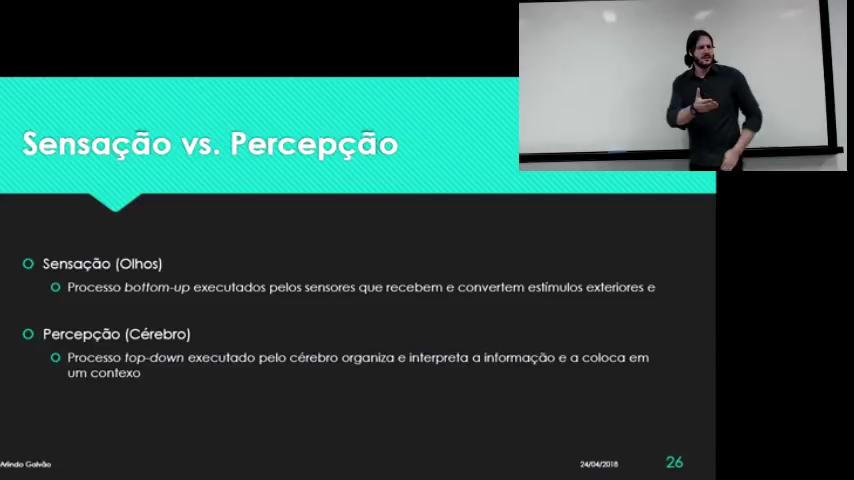 Sensação vs. Percepção
Sensação (Olhos)
Processo bottom-up executados pelos sensores que recebem e convertem estímulos exteriores e
Percepção (Cérebro)
Processo top-down executado pelo cérebro organiza e interpreta a informação e a coloca em
um contexo
Arlindo Galvão
24/04/2018
26